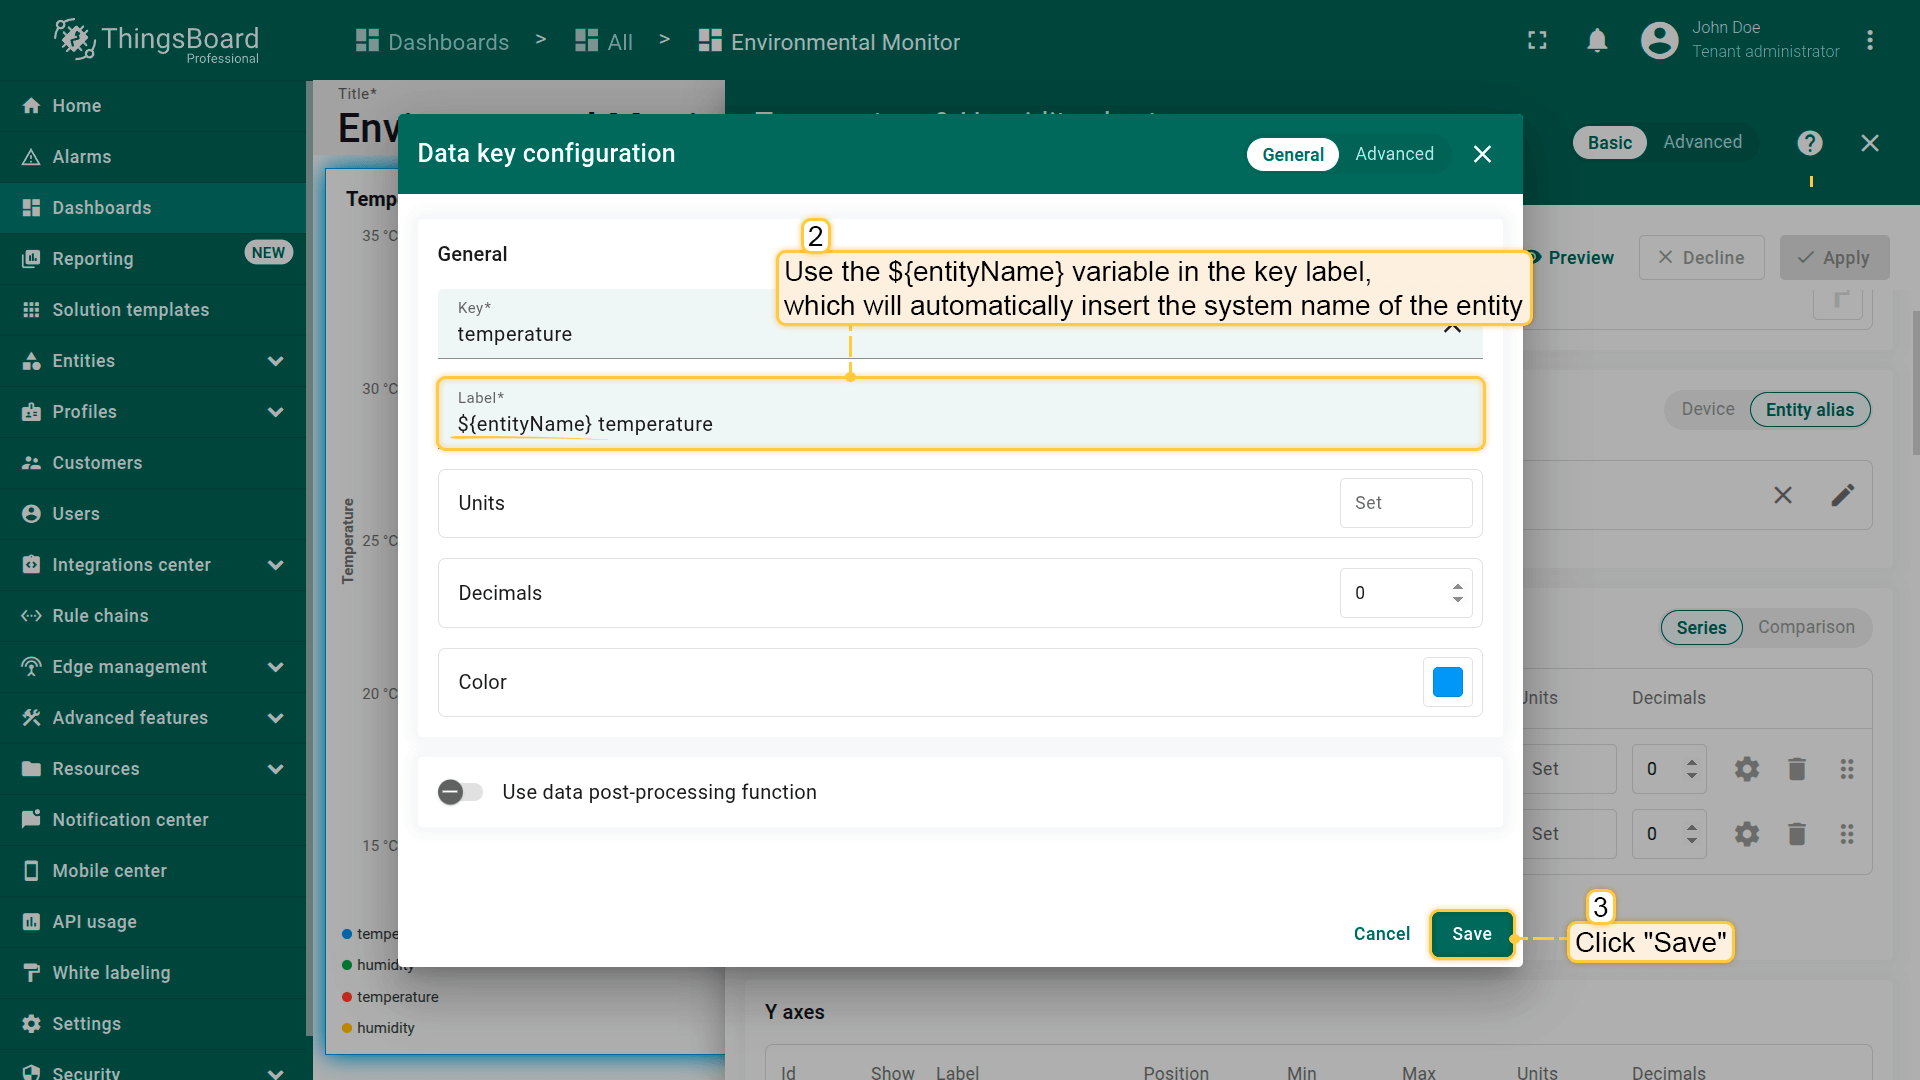 ThingsBoard
Professional
Dashboards > All > Environmental Monitor
John Doe
Tenant administrator
Home
Alarms
Dashboards
Reporting
NEW
Solution templates
Entities
Profiles
Customers
Users
Integrations center
Rule chains
Edge management
Advanced features
Resources
Notification center
Mobile center
API usage
White labeling
Settings
Security
Title*
Temp
35 °C
30 °C
25 °C
20 °C
15 °C
Temperature
tempe
humidity
temperature
humidity
Basic
Advanced
Preview
Decline
Apply
Device
Entity alias
Series
Comparison
Units
Decimals
Set
0
Set
0
Y axes
Id
Show
Label
Position
Min
Max
Units
Decimals
Data key configuration
General
Advanced
General
Key*
temperature
2
Use the ${entityName} variable in the key label,
which will automatically insert the system name of the entity
Label*
${entityName} temperature
Units
Set
Decimals
0
Color
Use data post-processing function
Cancel
Save
3
Click "Save"